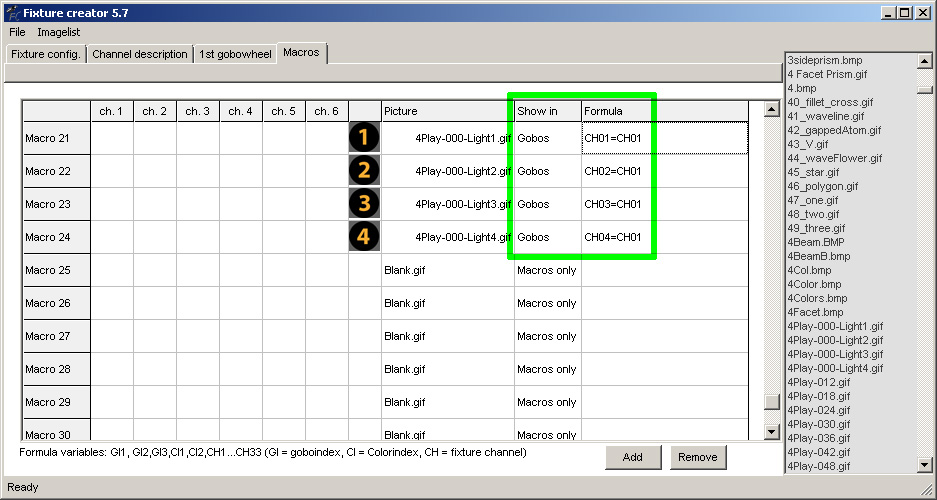 Fixture creator 5.7
File Imagelist
Fixture config. Channel description 1st gobowheel Macros
ch. 1 ch. 2 ch. 3 ch. 4 ch. 5 ch. 6 Picture Show in Formula
Macro 21 1 4Play-000-Light1.gif Gobos CH01=CH01
Macro 22 2 4Play-000-Light2.gif Gobos CH02=CH01
Macro 23 3 4Play-000-Light3.gif Gobos CH03=CH01
Macro 24 4 4Play-000-Light4.gif Gobos CH04=CH01
Macro 25 Blank.gif Macros only
Macro 26 Blank.gif Macros only
Macro 27 Blank.gif Macros only
Macro 28 Blank.gif Macros only
Macro 29 Blank.gif Macros only
Macro 30 Blank.gif Macros only
Formula variables: GI1, GI2,GI3,CI1,CI2,CH1...CH33 (GI = goboindex, CI = Colorindex, CH = fixture channel)
Add Remove
3sideprism.bmp
4 Facet Prism.gif
4.bmp
40_fillet_cross.gif
41_waveline.gif
42_gappedAtom.gif
43_V.gif
44_waveFlower.gif
45_star.gif
46_polygon.gif
47_one.gif
48_two.gif
49_three.gif
4Beam.BMP
4BeamB.bmp
4Col.bmp
4Color.bmp
4Colors.bmp
4Facet.bmp
4Play-000-Light1.gif
4Play-000-Light2.gif
4Play-000-Light3.gif
4Play-000-Light4.gif
4Play-012.gif
4Play-018.gif
4Play-024.gif
4Play-030.gif
4Play-036.gif
4Play-042.gif
4Play-048.gif
Ready